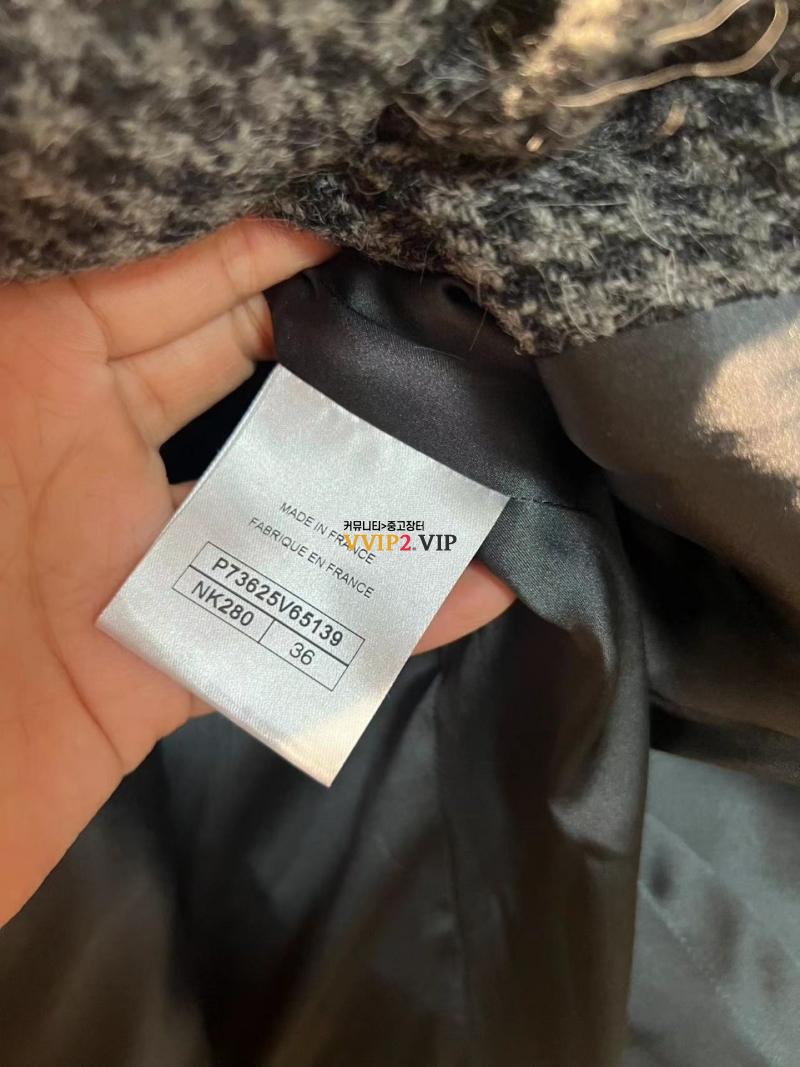 MADE IN FRANCE
FABRIQUE EN FRANCE
커뮤니티>중고장터
VVIP2.VIP
P73625V65139
NK280
36